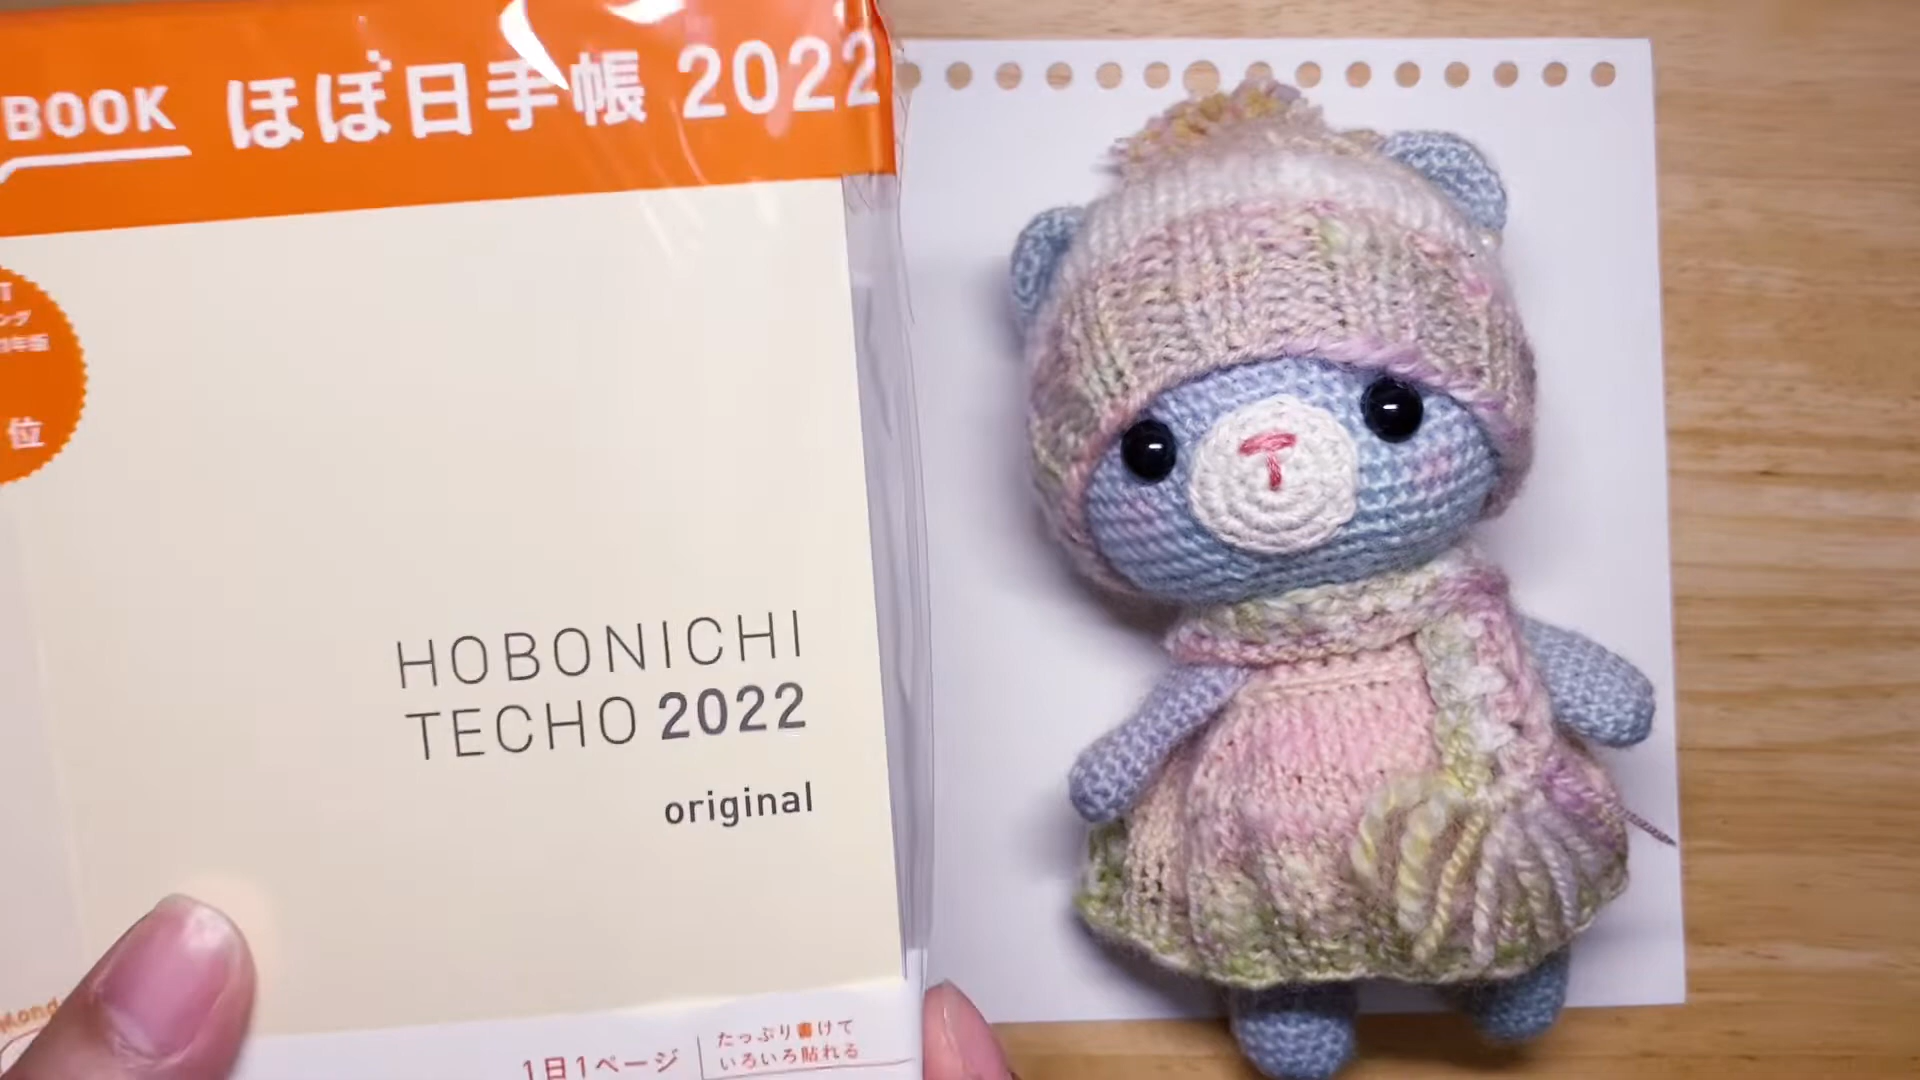 BOOK ほぼ日手帳 2022
位
HOBONICHI
TECHO 2022
original
1日1ページ
たっぷり書けて
いろいろ貼れる